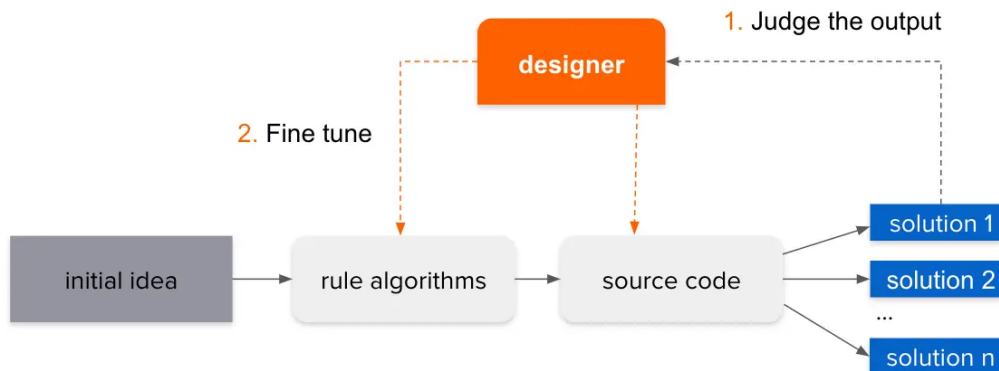 1. Judge the output
designer
2. Fine tune
initial idea
rule algorithms
source code
solution 1
solution 2
...
solution n